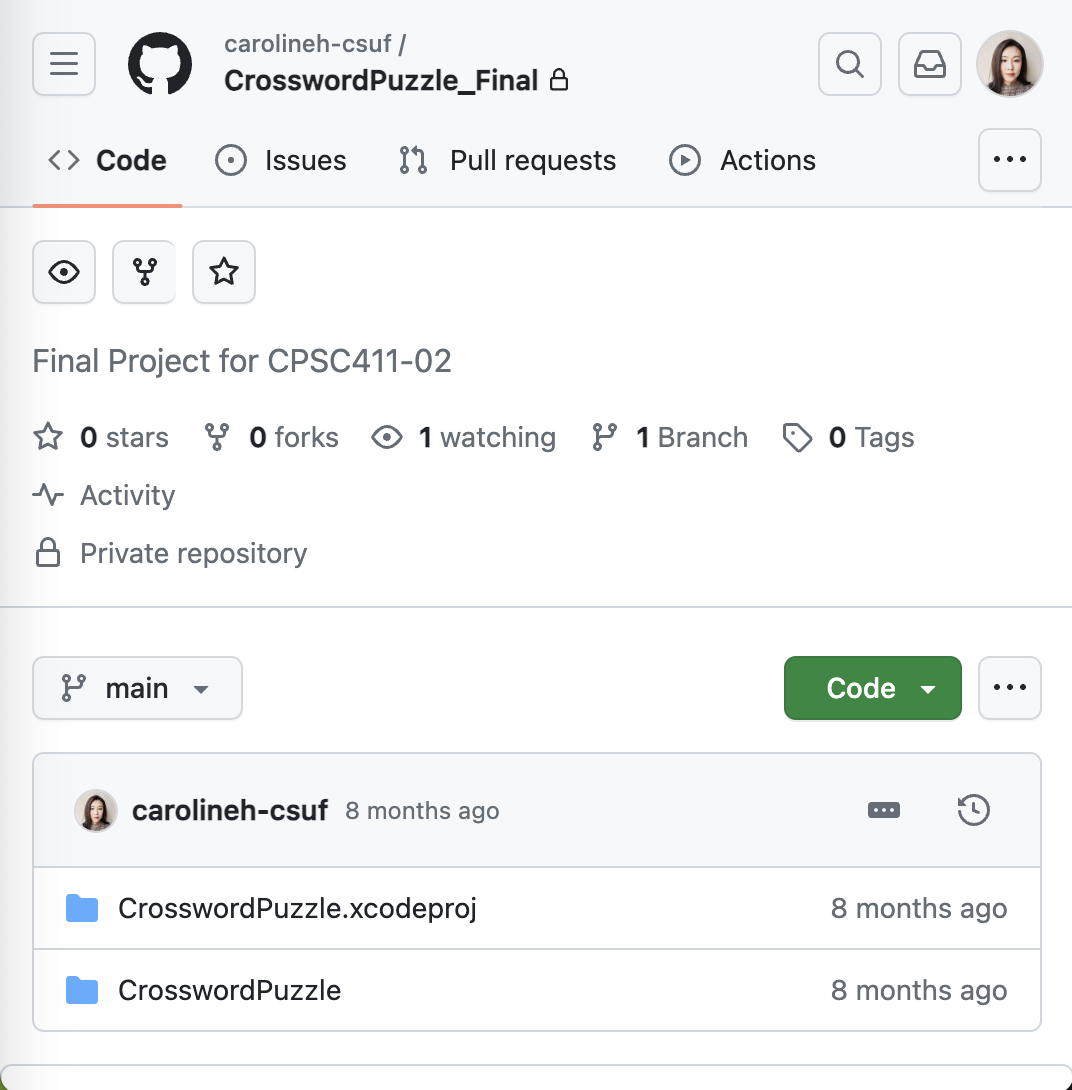 carolineh-csuf /
CrosswordPuzzle_Final
Code Issues Pull requests Actions
Final Project for CPSC411-02
0 stars 0 forks 1 watching 1 Branch 0 Tags
Activity
Private repository
main Code
carolineh-csuf 8 months ago
CrosswordPuzzle.xcodeproj 8 months ago
CrosswordPuzzle 8 months ago